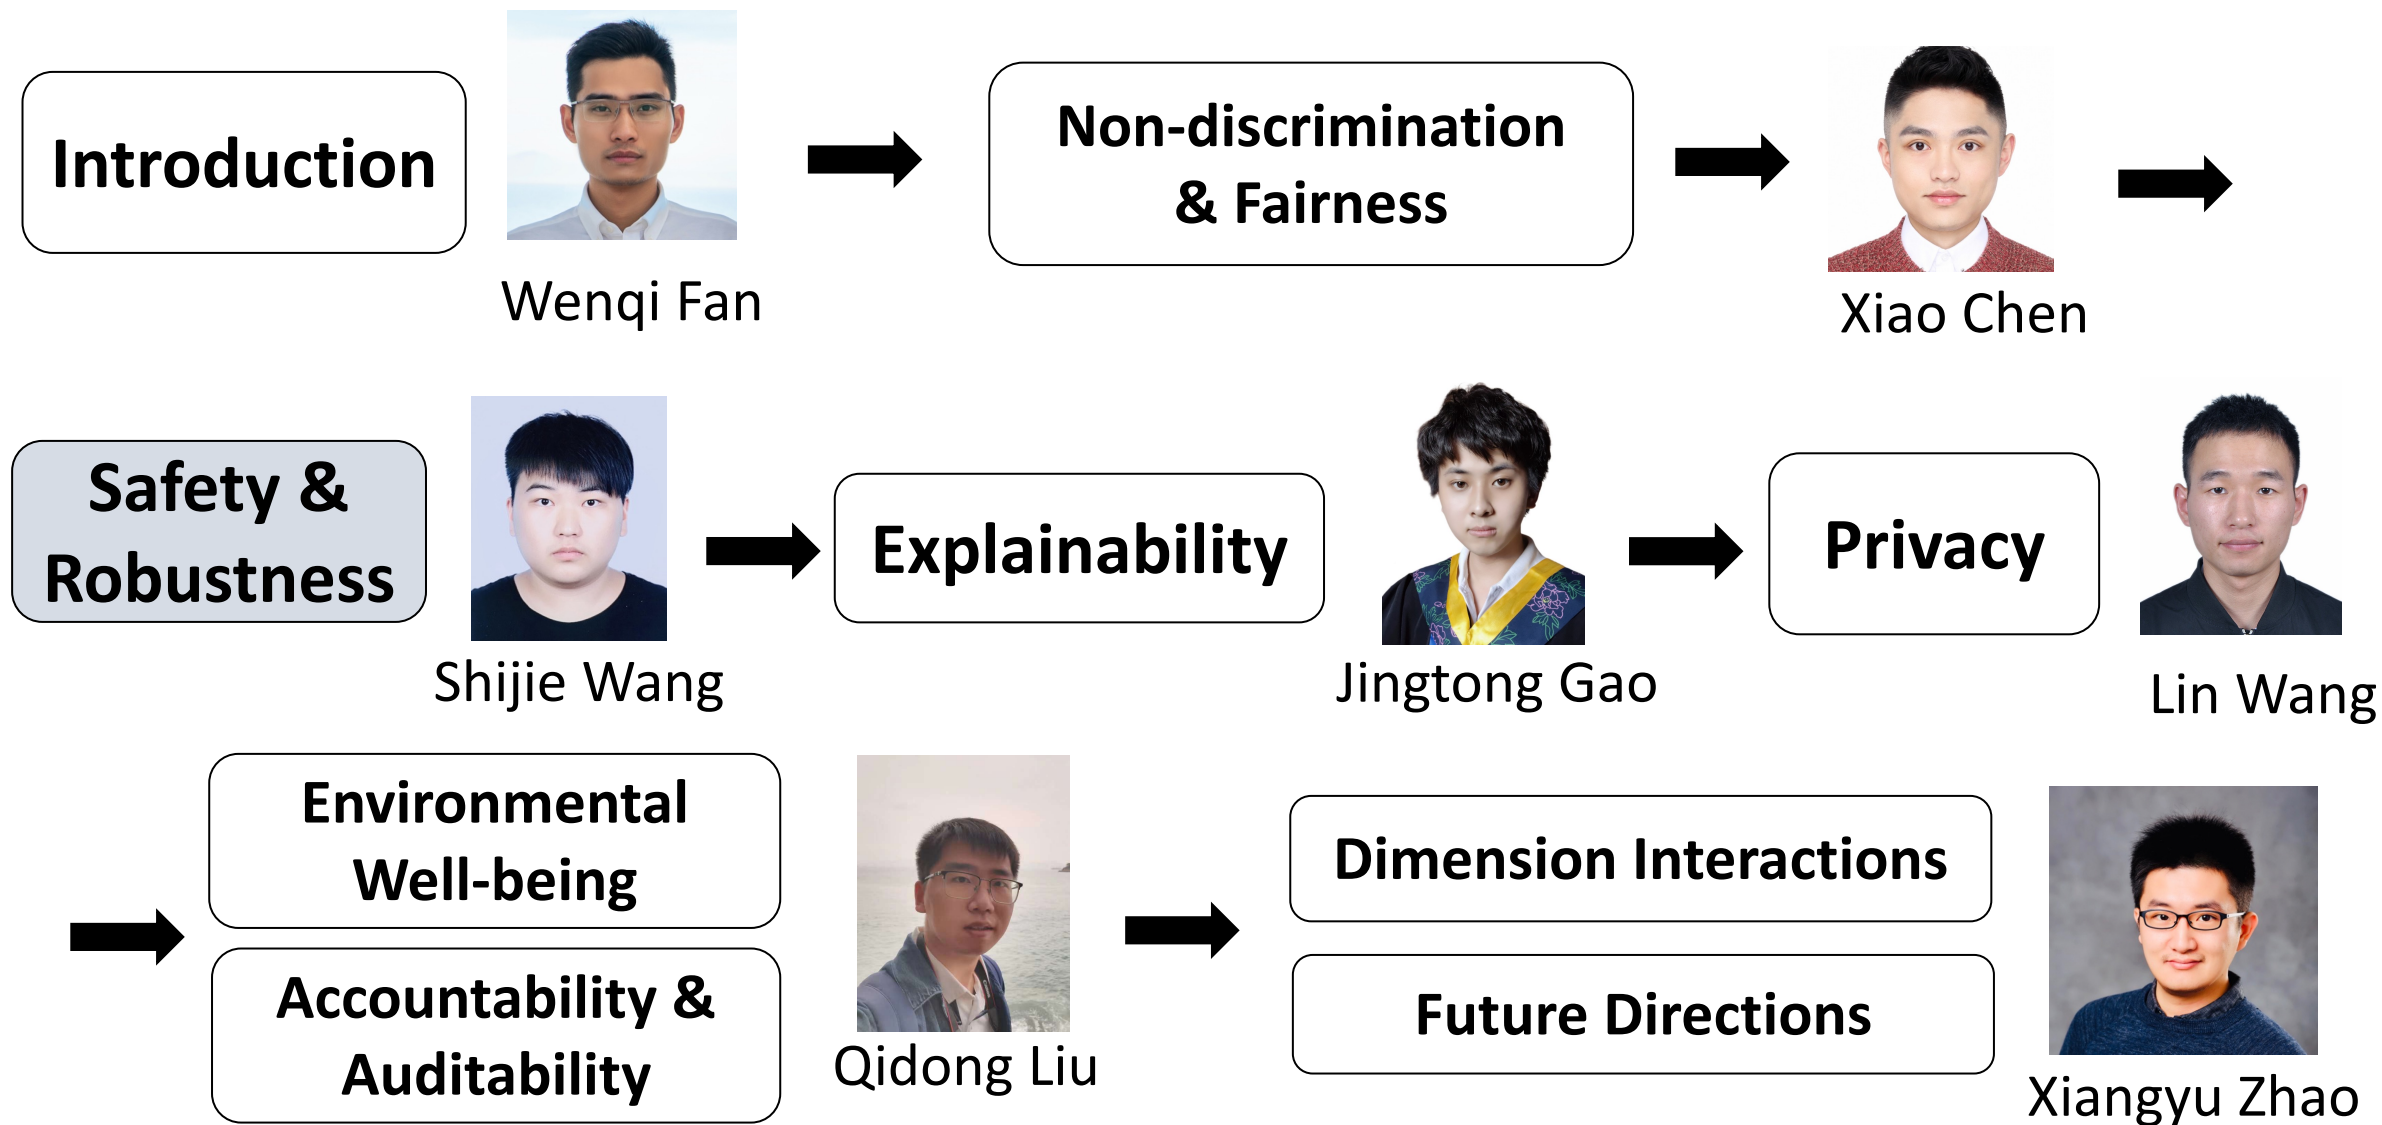 Introduction
Wenqi Fan
Non-discrimination
& Fairness
Xiao Chen
Safety &
Robustness
Shijie Wang
Explainability
Jingtong Gao
Privacy
Lin Wang
Environmental
Well-being
Accountability &
Auditability
Qidong Liu
Dimension Interactions
Future Directions
Xiangyu Zhao